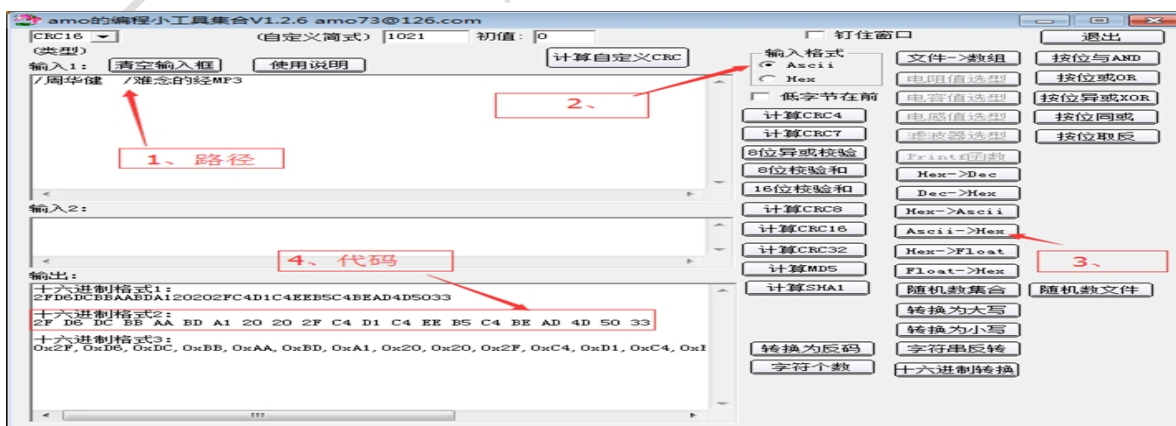 amo的编程小工具集合V1.2.6 amo73@126.com
CRC16 (自定义简式) 1021 初值: 0 钉住窗口 退出
(类型)
计算自定义CRC
输入1: 清空输入框 使用说明
/周华健 /难念的经MP3
1、路径
2、
输入格式
Ascii
Hex
低字节在前
计算CRC4
计算CRC7
8位异或校验
8位校验和
16位校验和
计算CRC8
计算CRC16
计算CRC32
计算MD5
计算SHA1
转换为反码
字符个数
文件->数组
电阻值选型
电容值选型
电感值选型
滤波器选型
Printf函数
Hex->Dec
Dec->Hex
Hex->Ascii
Ascii->Hex
Hex->Float
Float->Hex
随机数集合
转换为大写
转换为小写
字符串反转
十六进制转换
按位与AND
按位或OR
按位异或XOR
按位同或
按位取反
3、
随机数文件
输入2:
4、代码
输出:
十六进制格式1:
2FD6DCBBAABDA120202FC4D1C4EEB5C4BEAD4D5033
十六进制格式2:
2F D6 DC BB AA BD A1 20 20 2F C4 D1 C4 EE B5 C4 BE AD 4D 50 33
十六进制格式3:
0x2F,0xD6,0xDC,0xBB,0xAA,0xBD,0xA1,0x20,0x20,0x2F,0xC4,0xD1,0xC4,0x